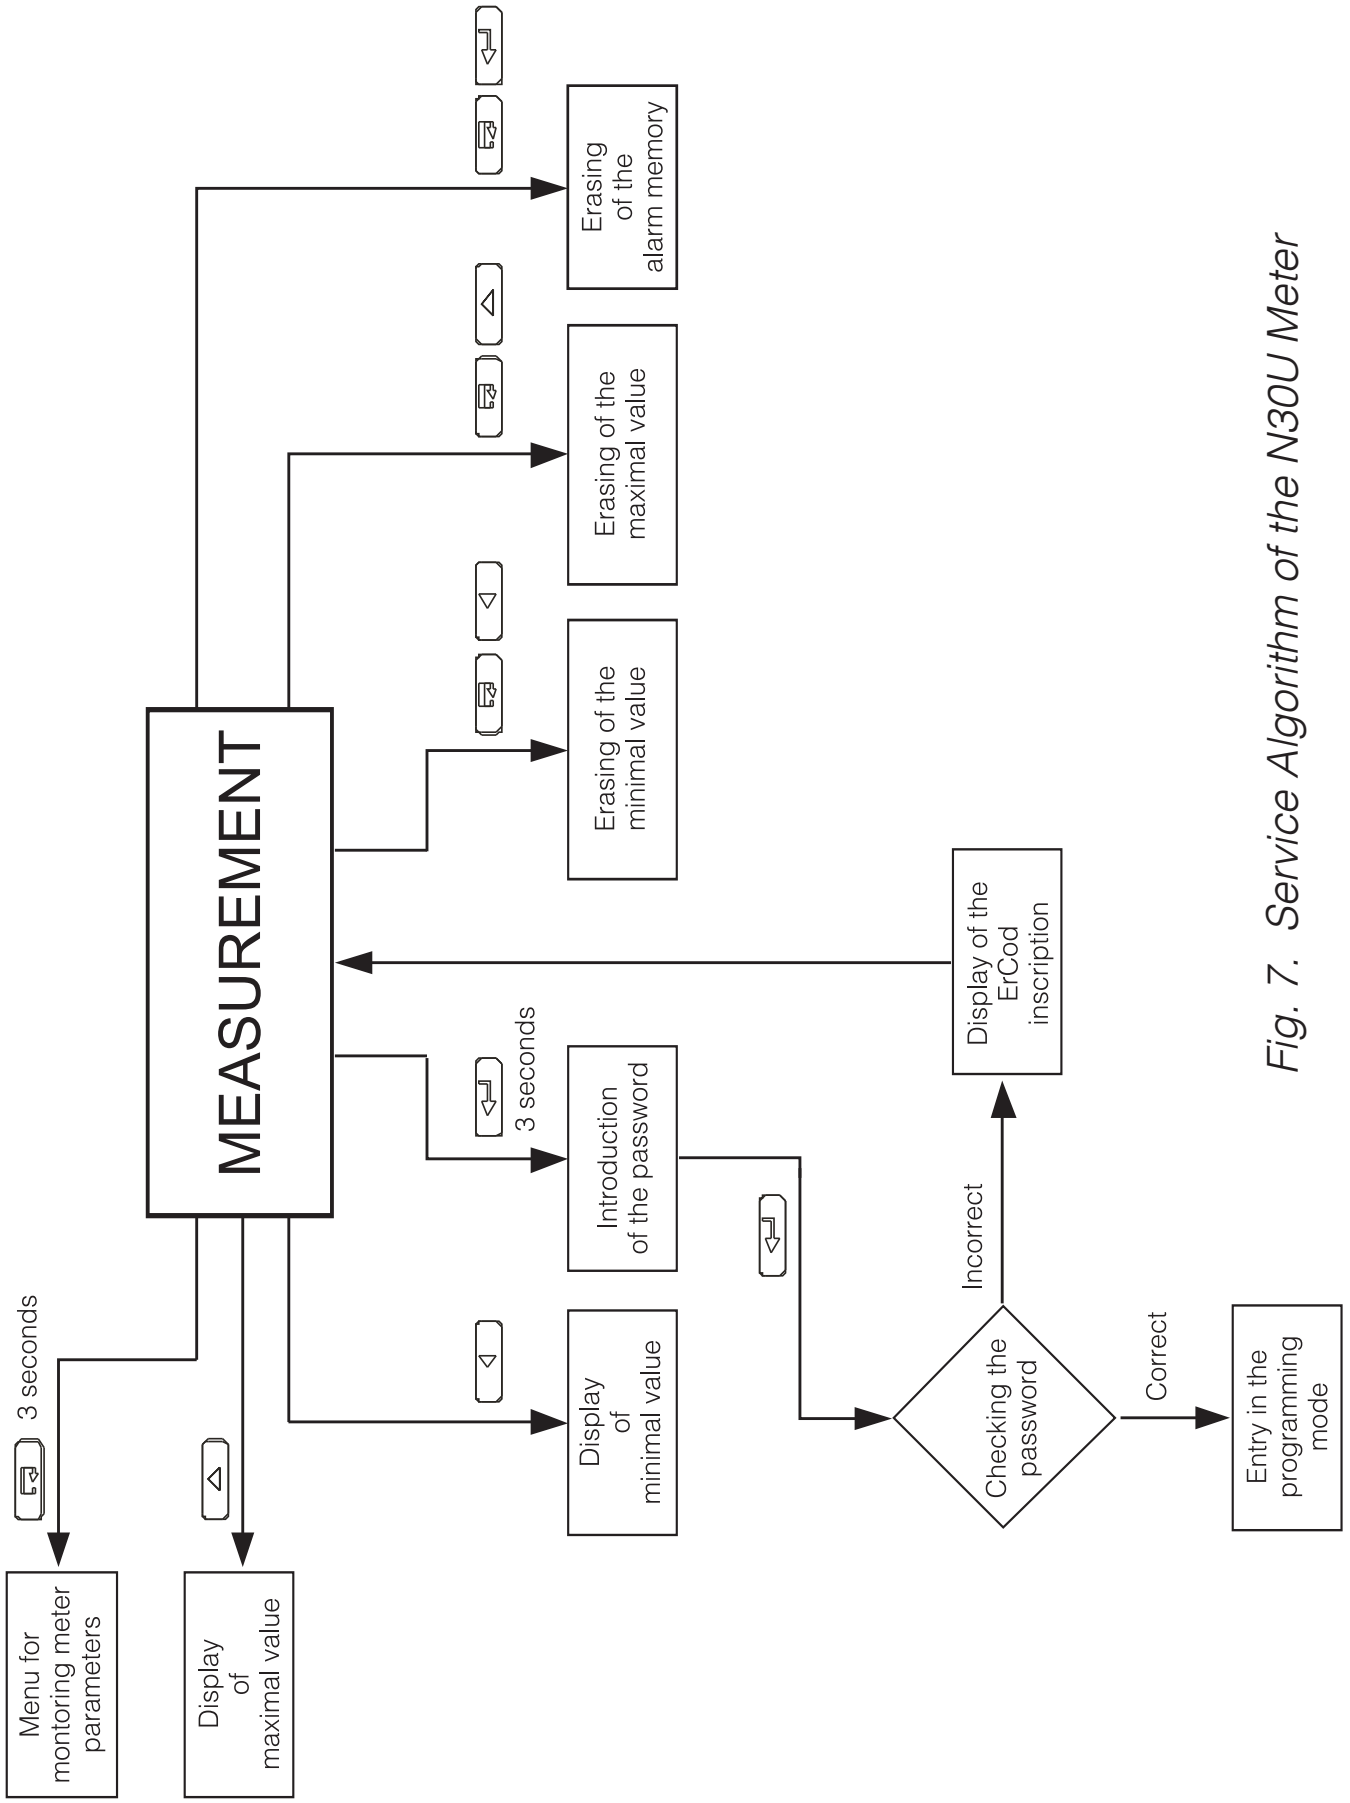 MEASUREMENT
3 seconds
Menu for
montoring meter
parameters
Display
of
maximal value
Display
of
minimal value
3 seconds
Introduction
of the password
Erasing of the
minimal value
Erasing of the
maximal value
Erasing
of the
alarm memory
Checking the
password
Incorrect
Display of the
ErCod
inscription
Correct
Entry in the
programming
mode
Fig. 7. Service Algorithm of the N30U Meter